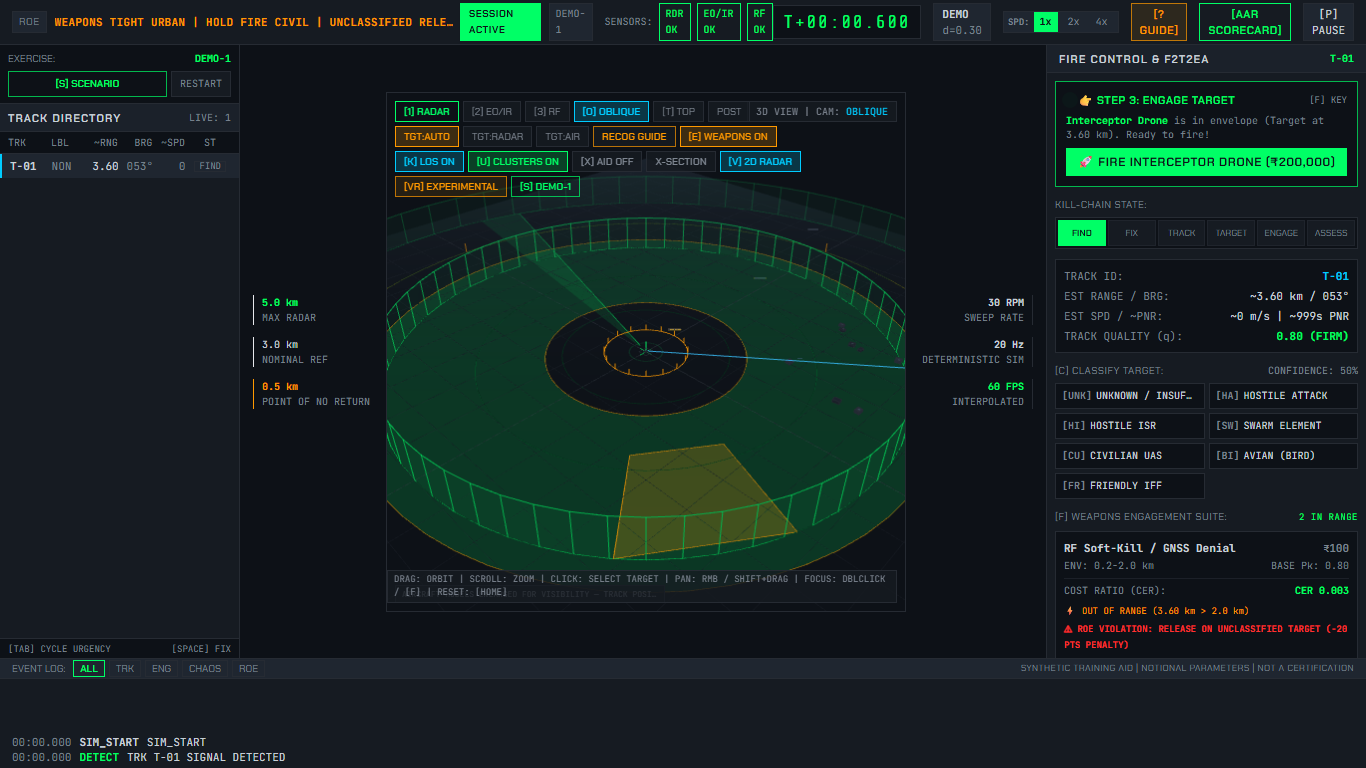 ROE
WEAPONS TIGHT URBAN | HOLD FIRE CIVIL | UNCLASSIFIED RELE…
SESSION ACTIVE
DEMO-1
SENSORS:
RDR OK
EO/IR OK
RF OK
T+00:00.600
DEMO
d=0.30
SPD: 1x 2x 4x
[? GUIDE]
[AAR SCORECARD]
[P] PAUSE
EXERCISE: DEMO-1
[S] SCENARIO RESTART
TRACK DIRECTORY LIVE: 1
TRK LBL ~RNG BRG ~SPD ST
T-01 NON 3.60 053° 0 FIND
[TAB] CYCLE URGENCY [SPACE] FIX
[1] RADAR [2] EO/IR [3] RF [O] OBLIQUE [T] TOP POST 3D VIEW | CAM: OBLIQUE
TGT:AUTO TGT:RADAR TGT:AIR RECOG GUIDE [E] WEAPONS ON
[K] LOS ON [U] CLUSTERS ON [X] AID OFF X-SECTION [V] 2D RADAR
[VR] EXPERIMENTAL [S] DEMO-1
5.0 km
MAX RADAR
3.0 km
NOMINAL REF
0.5 km
POINT OF NO RETURN
30 RPM
SWEEP RATE
20 Hz
DETERMINISTIC SIM
60 FPS
INTERPOLATED
DRAG: ORBIT | SCROLL: ZOOM | CLICK: SELECT TARGET | PAN: RMB / SHIFT+DRAG | FOCUS: DBLCLICK
/ [F] | RESET: [HOME]
FIRE CONTROL & F2T2EA T-01
👉 STEP 3: ENGAGE TARGET [F] KEY
Interceptor Drone is in envelope (Target at
3.60 km). Ready to fire!
🚀 FIRE INTERCEPTOR DRONE (₹200,000)
KILL-CHAIN STATE:
FIND FIX TRACK TARGET ENGAGE ASSESS
TRACK ID: T-01
EST RANGE / BRG: ~3.60 km / 053°
EST SPD / ~PNR: ~0 m/s | ~999s PNR
TRACK QUALITY (q): 0.80 (FIRM)
[C] CLASSIFY TARGET: CONFIDENCE: 50%
[UNK] UNKNOWN / INSUF… [HA] HOSTILE ATTACK
[HI] HOSTILE ISR [SW] SWARM ELEMENT
[CU] CIVILIAN UAS [BI] AVIAN (BIRD)
[FR] FRIENDLY IFF
[F] WEAPONS ENGAGEMENT SUITE: 2 IN RANGE
RF Soft-Kill / GNSS Denial ₹100
ENV: 0.2-2.0 km BASE Pk: 0.80
COST RATIO (CER): CER 0.003
⚡ OUT OF RANGE (3.60 km > 2.0 km)
⚠ ROE VIOLATION: RELEASE ON UNCLASSIFIED TARGET (-20
PTS PENALTY)
EVENT LOG: ALL TRK ENG CHAOS ROE
SYNTHETIC TRAINING AID | NOTIONAL PARAMETERS | NOT A CERTIFICATION
00:00.000 SIM_START SIM_START
00:00.000 DETECT TRK T-01 SIGNAL DETECTED